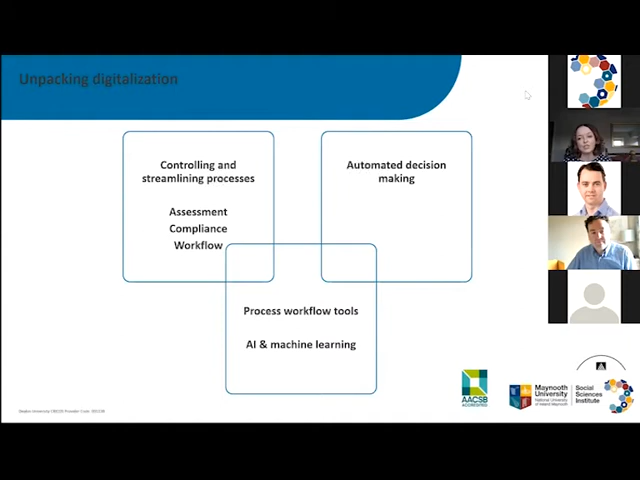 Unpacking digitalization
Controlling and
streamlining processes
Assessment
Compliance
Workflow
Automated decision
making
Process workflow tools
AI & machine learning
AACSB
ACCREDITED
Maynooth
University
National University
of Ireland Maynooth
Social
Sciences
Institute